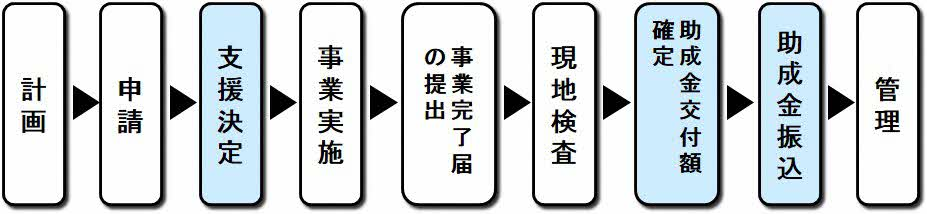 計画
申請
支援決定
事業実施
事業完了届
の提出
現地検査
助成金交付額
確定
助成金振込
管理